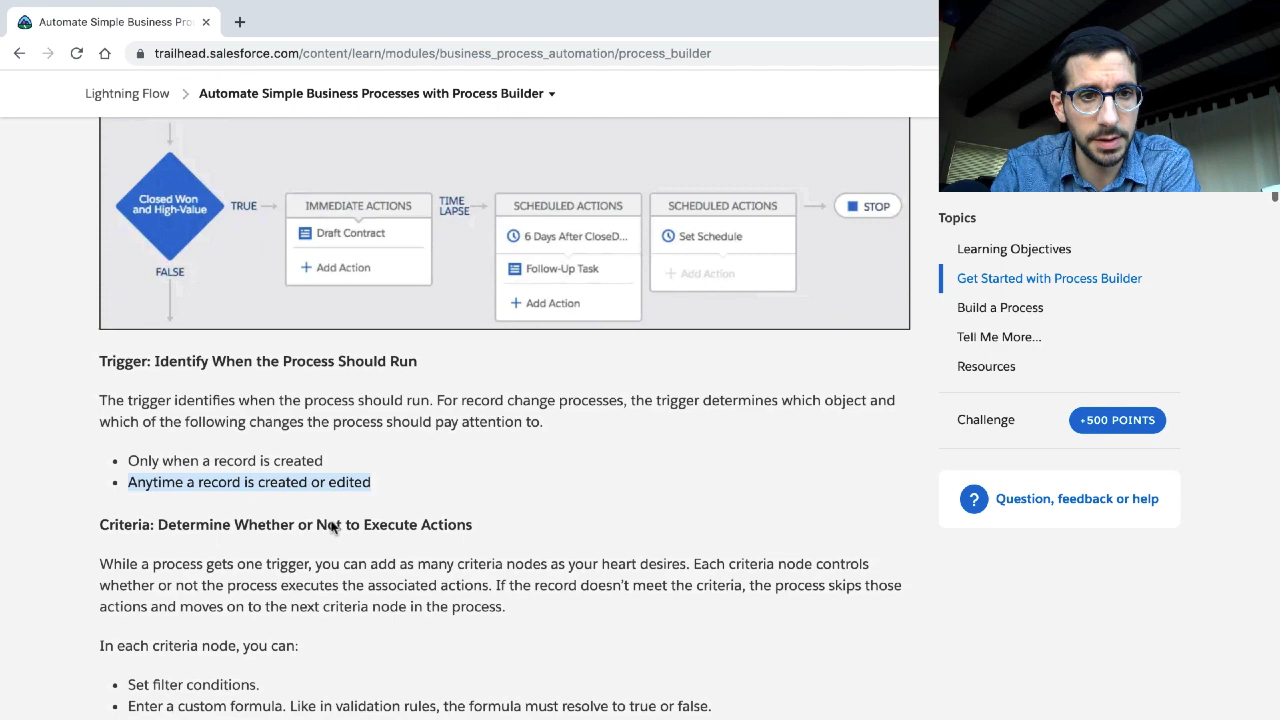 Automate Simple Business Pro
trailhead.salesforce.com/content/learn/modules/business_process_automation/process_builder
Lightning Flow
Automate Simple Business Processes with Process Builder
Closed Won
and High-Value
TRUE
FALSE
IMMEDIATE ACTIONS
Draft Contract
+ Add Action
TIME
LAPSE
SCHEDULED ACTIONS
6 Days After CloseD...
Follow-Up Task
+ Add Action
SCHEDULED ACTIONS
Set Schedule
+ Add Action
STOP
Trigger: Identify When the Process Should Run
The trigger identifies when the process should run. For record change processes, the trigger determines which object and
which of the following changes the process should pay attention to.
• Only when a record is created
• Anytime a record is created or edited
Criteria: Determine Whether or Not to Execute Actions
While a process gets one trigger, you can add as many criteria nodes as your heart desires. Each criteria node controls
whether or not the process executes the associated actions. If the record doesn't meet the criteria, the process skips those
actions and moves on to the next criteria node in the process.
In each criteria node, you can:
• Set filter conditions.
• Enter a custom formula. Like in validation rules, the formula must resolve to true or false.
Topics
Learning Objectives
Get Started with Process Builder
Build a Process
Tell Me More...
Resources
Challenge
+500 POINTS
? Question, feedback or help